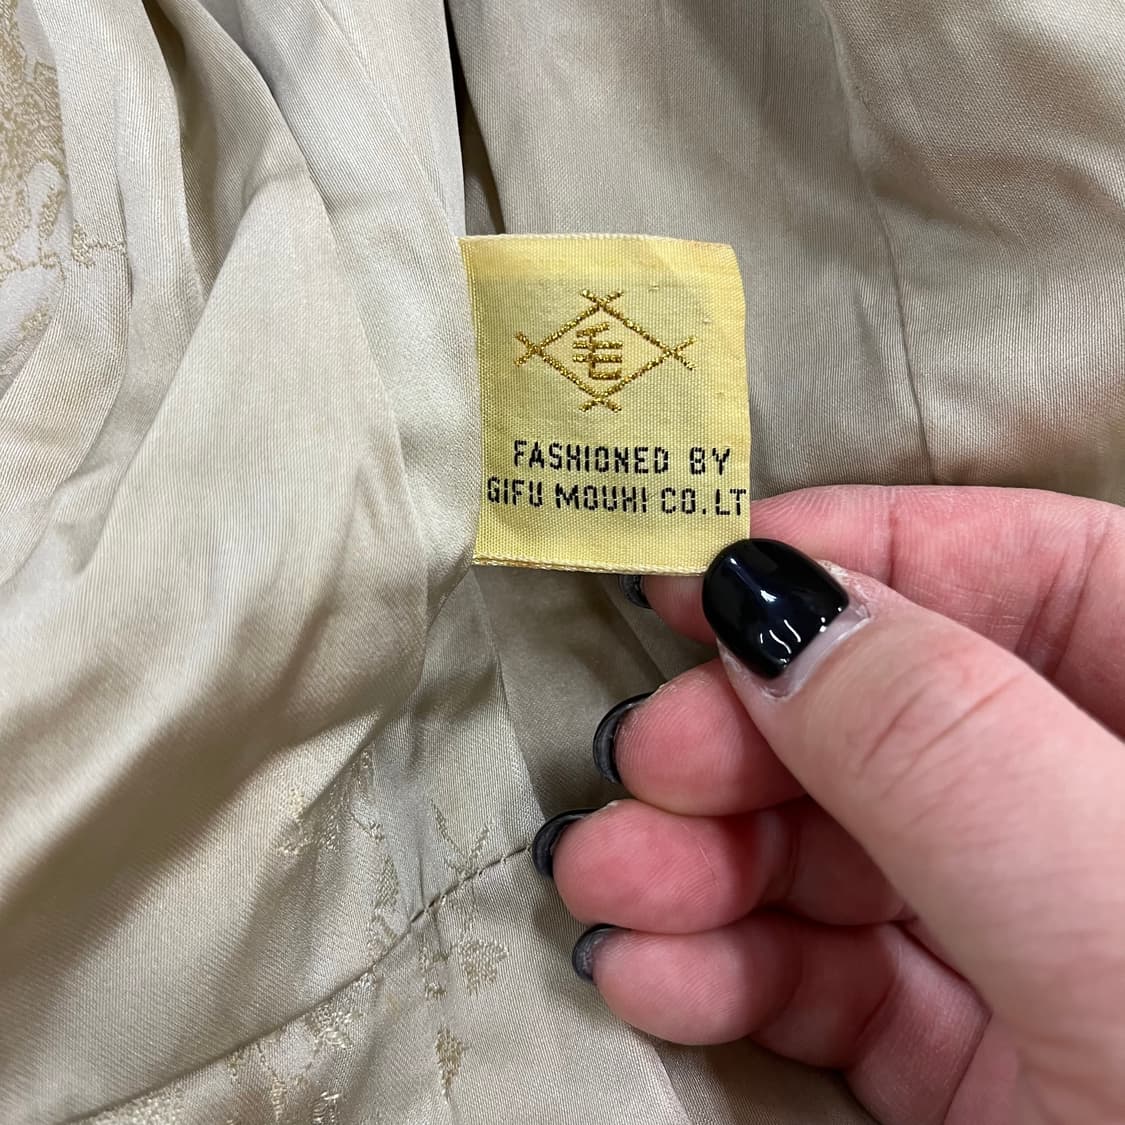 毛
FASHIONED BY
GIFU MOUHI CO. LT